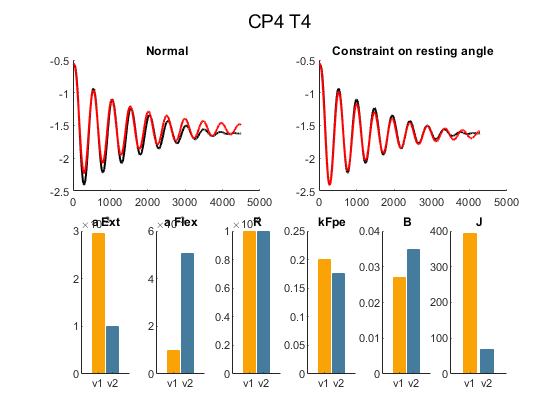 CP4 T4
Normal
Constraint on resting angle
-0.5
-1
-1.5
-2
-2.5
0 1000 2000 3000 4000 5000
-0.5
-1
-1.5
-2
-2.5
0 1000 2000 3000 4000 5000
a Ext
a Flex
R
kFpe
B
J
3
2
1
0
v1 v2
6
4
2
0
v1 v2
1
0.8
0.6
0.4
0.2
0
v1 v2
0.25
0.2
0.15
0.1
0.05
0
v1 v2
0.04
0.03
0.02
0.01
0
v1 v2
400
300
200
100
0
v1 v2